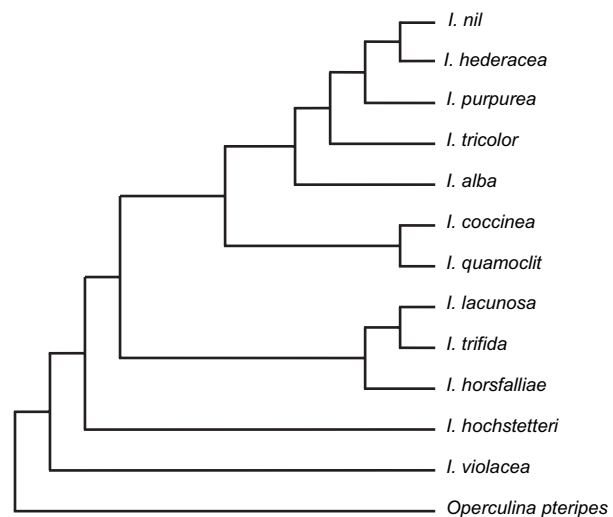 I. nil
I. hederacea
I. purpurea
I. tricolor
I. alba
I. coccinea
I. quamoclit
I. lacunosa
I. trifida
I. horsfalliae
I. hochstetteri
I. violacea
Operculina pteripes